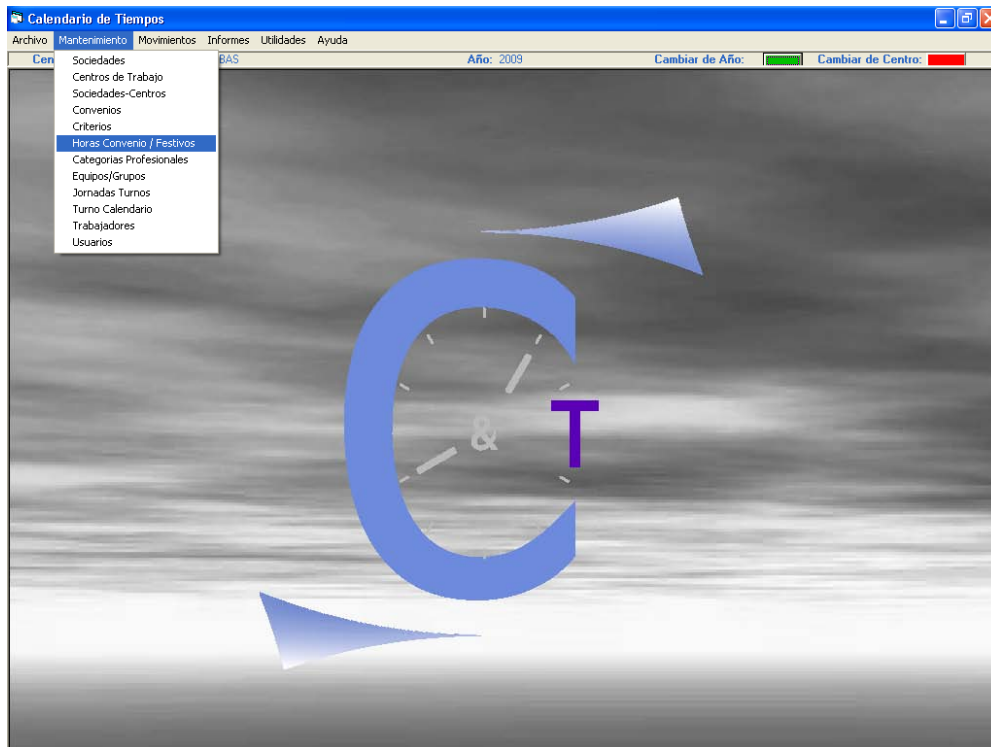 Calendario de Tiempos
Archivo Mantenimiento Movimientos Informes Utilidades Ayuda
Cen BAS Año: 2009 Cambiar de Año: Cambiar de Centro:
Sociedades
Centros de Trabajo
Sociedades-Centros
Convenios
Criterios
Horas Convenio / Festivos
Categorias Profesionales
Equipos/Grupos
Jornadas Turnos
Turno Calendario
Trabajadores
Usuarios
C & T